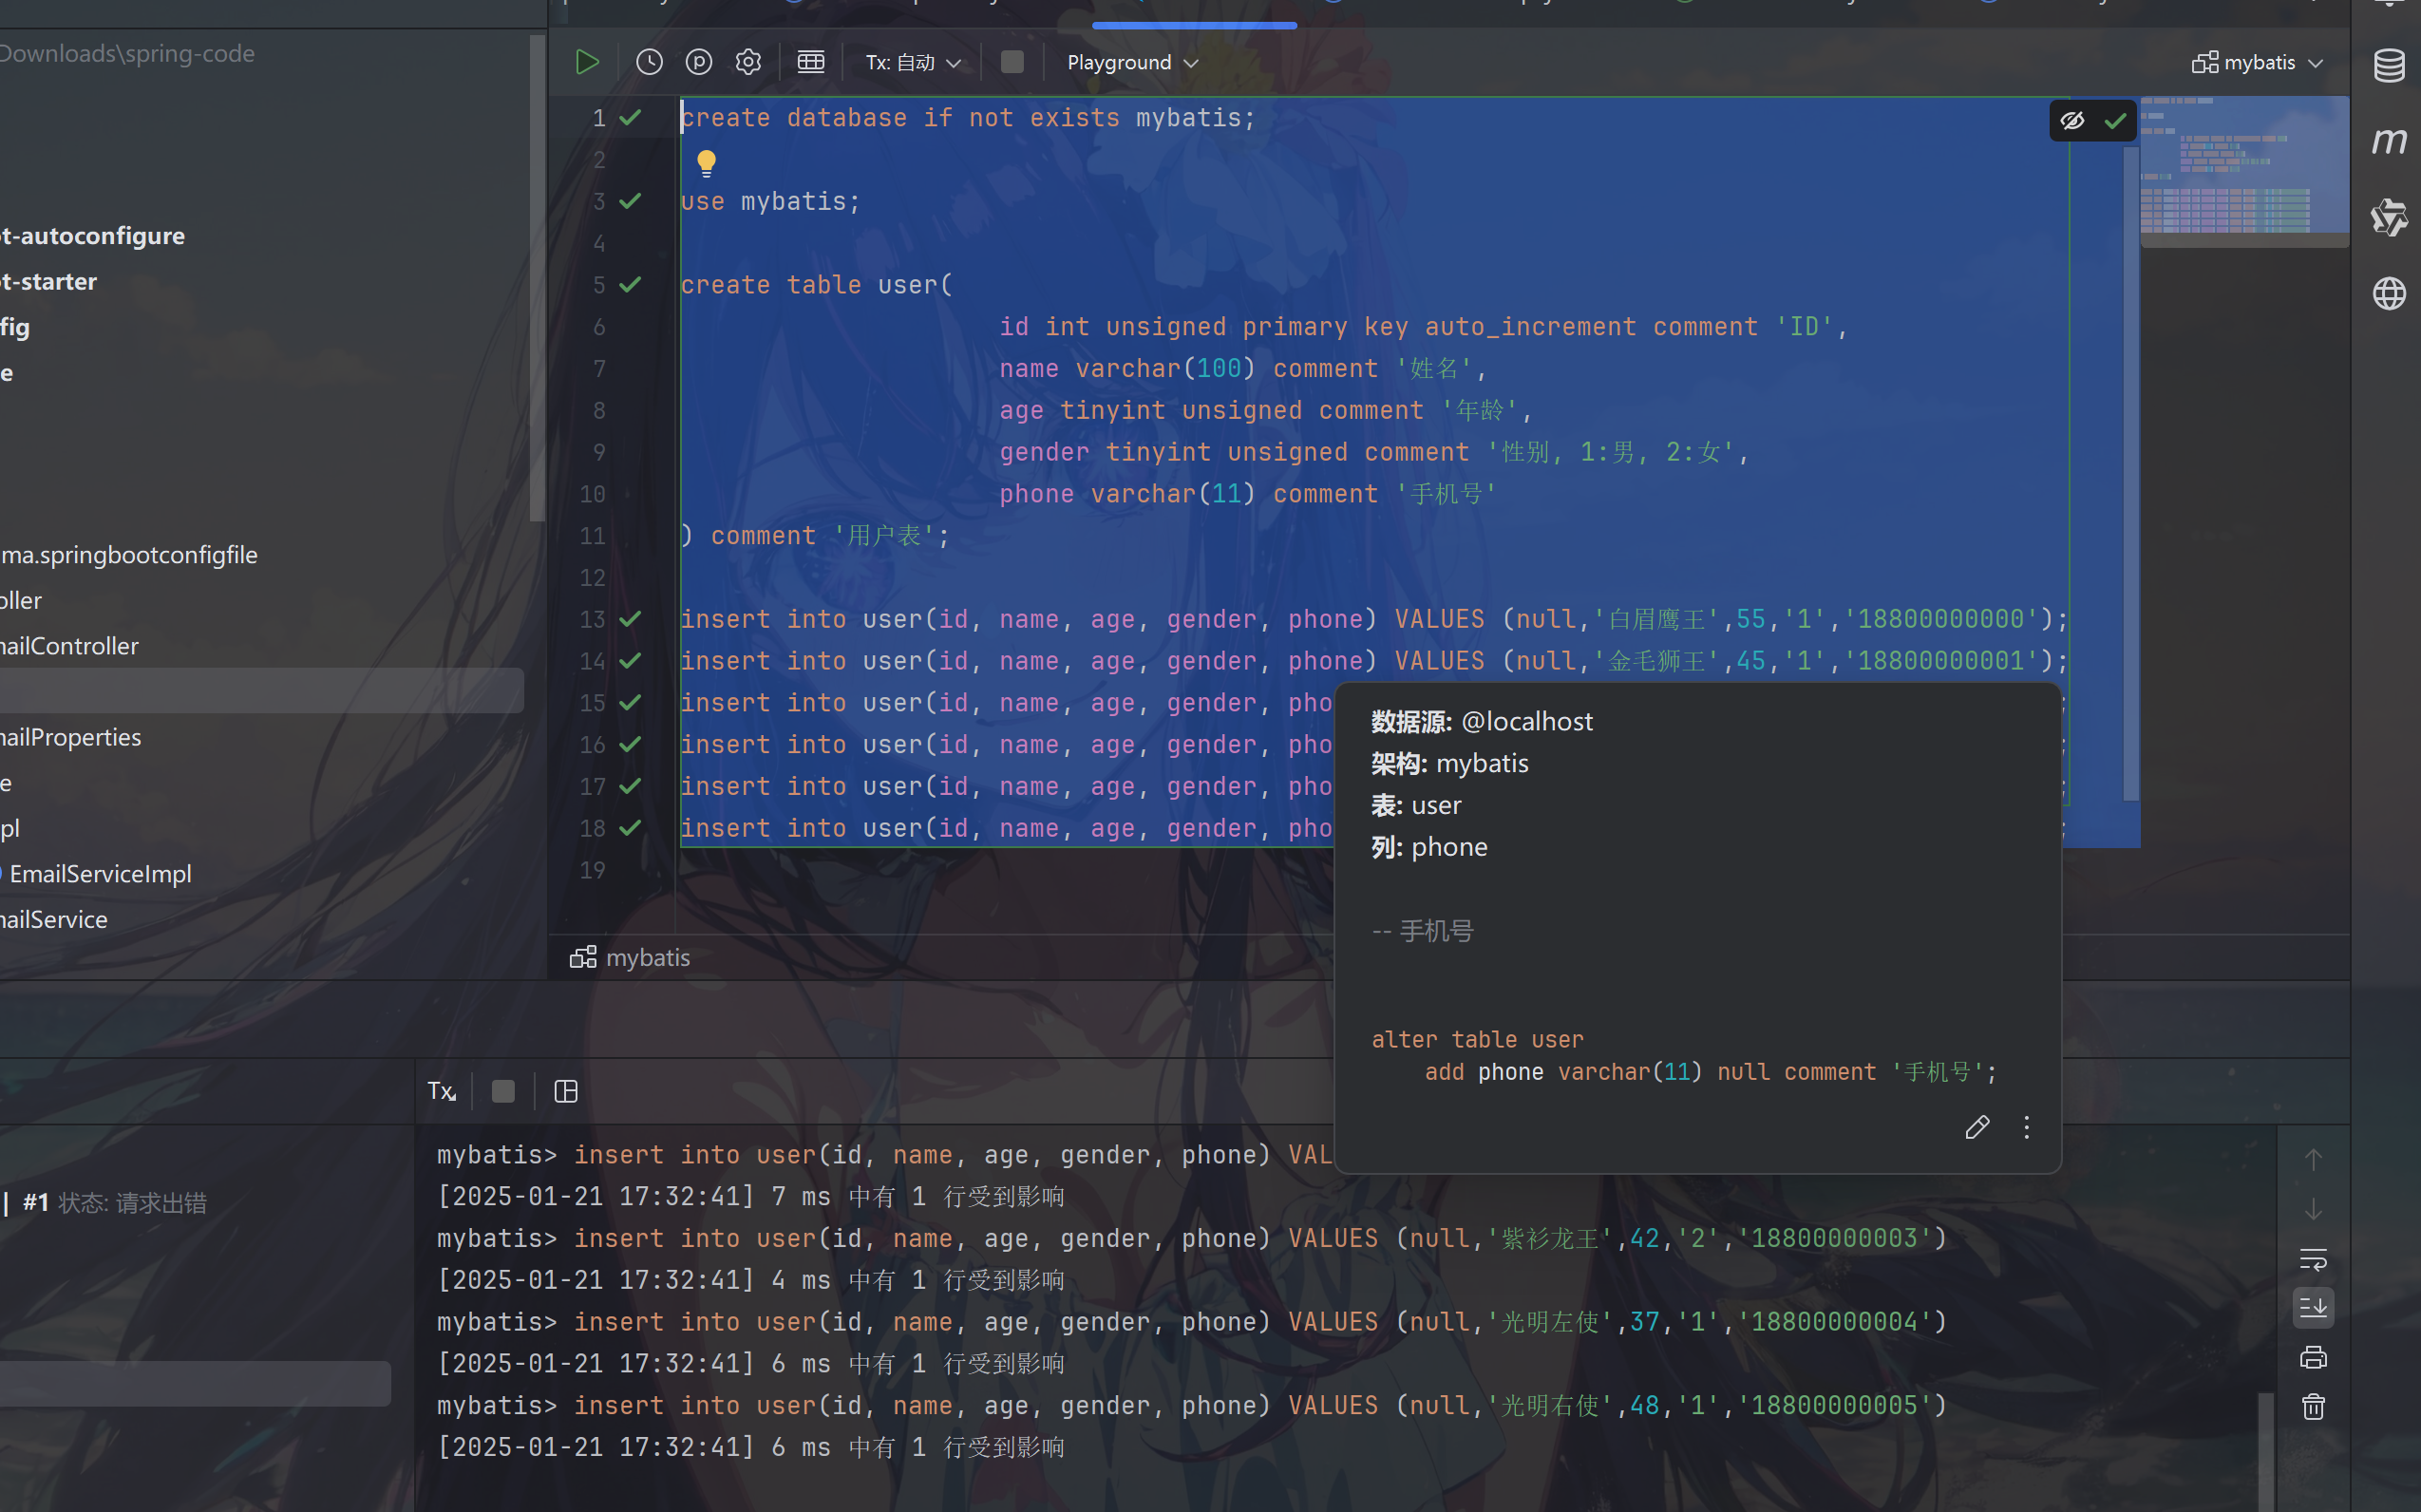 Downloads\spring-code
t-autoconfigure
t-starter
fig
e
ma.springbootconfigfile
oller
nailController
nailProperties
e
pl
EmailServiceImpl
nailService
Tx: 自动
Playground
mybatis
1 create database if not exists mybatis;
2
3 use mybatis;
4
5 create table user(
6 id int unsigned primary key auto_increment comment 'ID',
7 name varchar(100) comment '姓名',
8 age tinyint unsigned comment '年龄',
9 gender tinyint unsigned comment '性别, 1:男, 2:女',
10 phone varchar(11) comment '手机号'
11 ) comment '用户表';
12
13 insert into user(id, name, age, gender, phone) VALUES (null,'白眉鹰王',55,'1','18800000000');
14 insert into user(id, name, age, gender, phone) VALUES (null,'金毛狮王',45,'1','18800000001');
15 insert into user(id, name, age, gender, pho
16 insert into user(id, name, age, gender, pho
17 insert into user(id, name, age, gender, pho
18 insert into user(id, name, age, gender, pho
19
数据源: @localhost
架构: mybatis
表: user
列: phone
-- 手机号
alter table user
add phone varchar(11) null comment '手机号';
mybatis
Tx
| #1 状态: 请求出错
mybatis> insert into user(id, name, age, gender, phone) VAL
[2025-01-21 17:32:41] 7 ms 中有 1 行受到影响
mybatis> insert into user(id, name, age, gender, phone) VALUES (null,'紫衫龙王',42,'2','18800000003')
[2025-01-21 17:32:41] 4 ms 中有 1 行受到影响
mybatis> insert into user(id, name, age, gender, phone) VALUES (null,'光明左使',37,'1','18800000004')
[2025-01-21 17:32:41] 6 ms 中有 1 行受到影响
mybatis> insert into user(id, name, age, gender, phone) VALUES (null,'光明右使',48,'1','18800000005')
[2025-01-21 17:32:41] 6 ms 中有 1 行受到影响